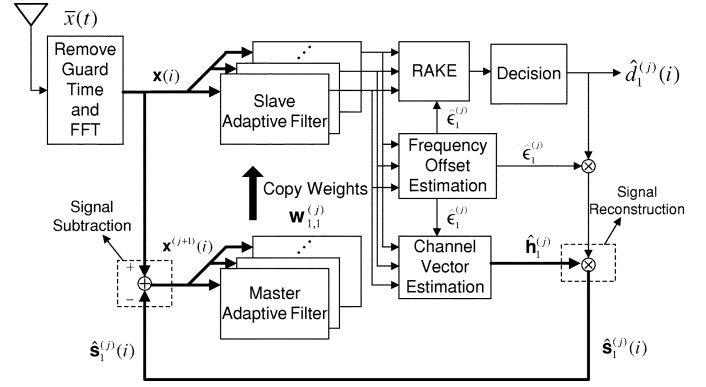 x̅(t)
Remove
Guard
Time
and
FFT
x(i)
Slave
Adaptive Filter
RAKE
Decision
d̂₁⁽ʲ⁾(i)
ϵ̂₁⁽ʲ⁾
Frequency
Offset
Estimation
ϵ̂₁⁽ʲ⁾
ϵ̂₁⁽ʲ⁾
Copy Weights
w₁,₁⁽ʲ⁾
Signal
Subtraction
x⁽ʲ⁺¹⁾(i)
+
−
Master
Adaptive Filter
Channel
Vector
Estimation
ĥ₁⁽ʲ⁾
Signal
Reconstruction
ŝ₁⁽ʲ⁾(i)
ŝ₁⁽ʲ⁾(i)